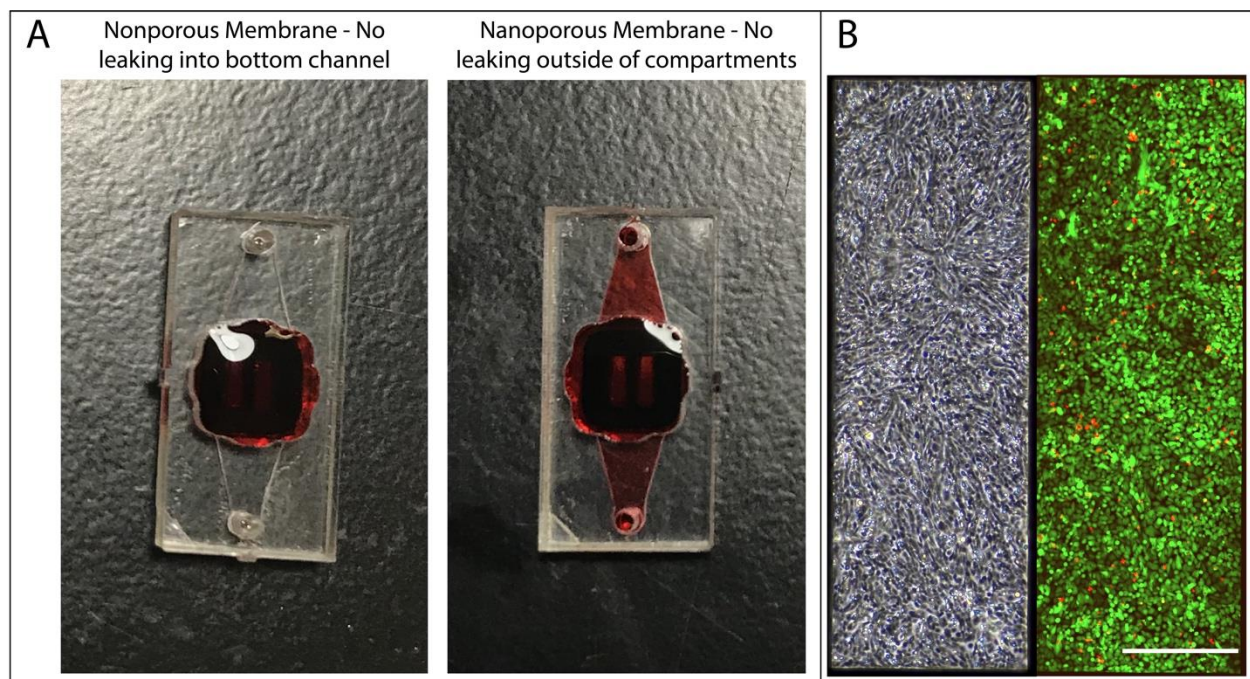 A
Nonporous Membrane - No
leaking into bottom channel
Nanoporous Membrane - No
leaking outside of compartments
B